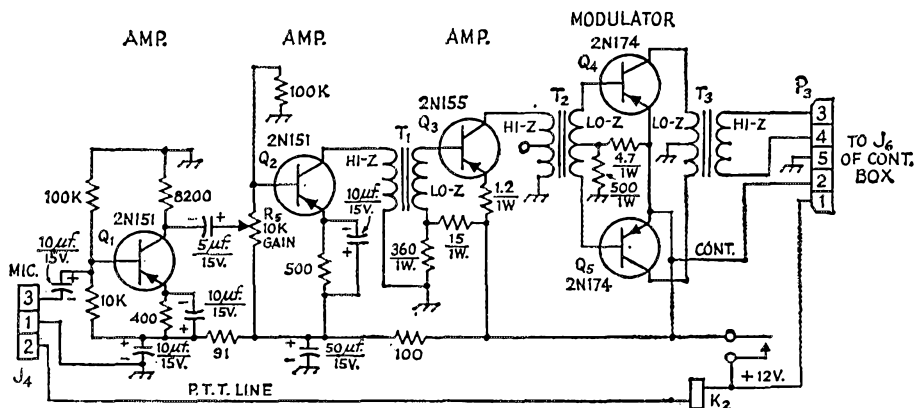 MODULATOR
AMP. AMP. AMP.
2N174
Q4
P3
100K
2N155
Q3
T2
T3
2N151
Q2
T1
HI-Z
LO-Z
LO-Z
HI-Z
3
4
5
2
1
TO J6
OF CONT.
BOX
HI-Z
4.7
1W
500
1W
100K
8200
10µf.
15V.
LO-Z
1.2
1W
2N151
Q1
R5
10K
GAIN
5µf.
15V.
10µf.
15V.
MIC.
360
1W.
15
1W.
Q5
2N174
CONT.
10K
500
3
1
2
J4
400
10µf.
15V.
10µf.
15V.
91
50µf.
15V.
100
+12V.
P.T.T. LINE
K2